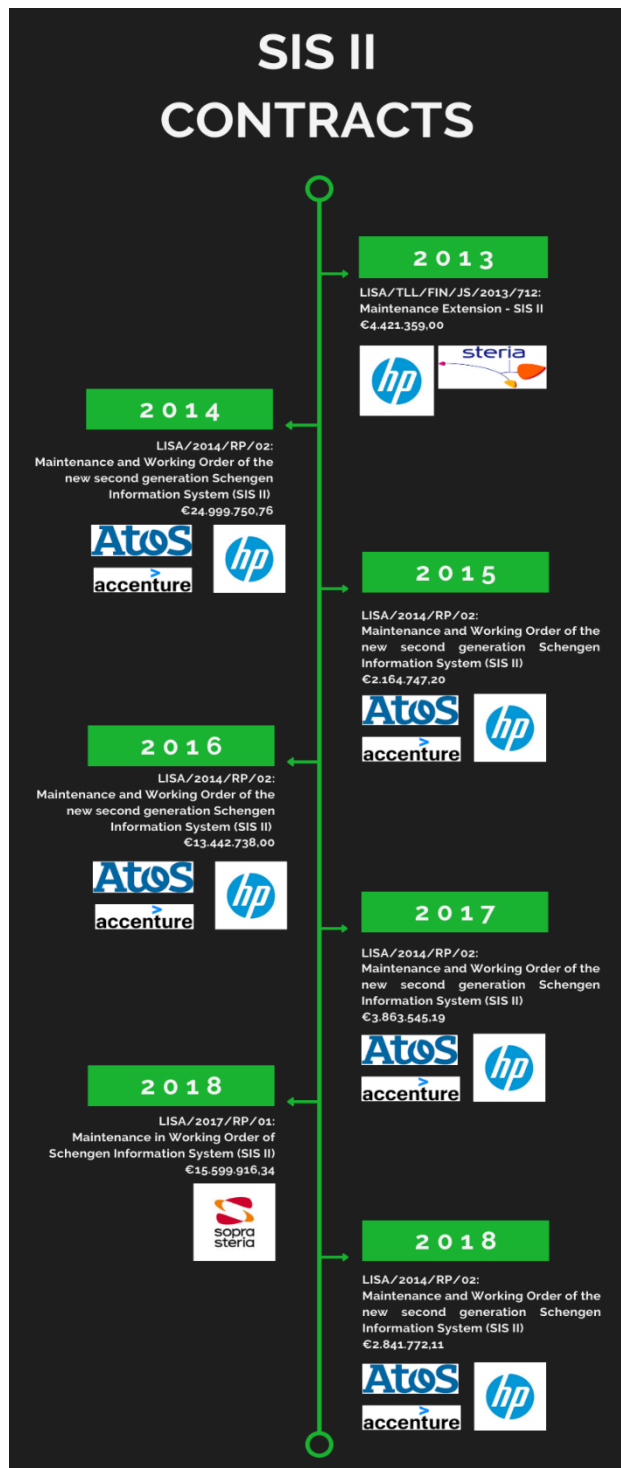 SIS II
CONTRACTS
2013
LISA/TLL/FIN/JS/2013/712:
Maintenance Extension - SIS II
€4.421.359,00
hp
steria
2014
LISA/2014/RP/02:
Maintenance and Working Order of the
new second generation Schengen
Information System (SIS II)
€24.999.750,76
Atos
accenture
hp
2015
LISA/2014/RP/02:
Maintenance and Working Order of the
new second generation Schengen
Information System (SIS II)
€2.164.747,20
Atos
accenture
hp
2016
LISA/2014/RP/02:
Maintenance and Working Order of the
new second generation Schengen
Information System (SIS II)
€13.442.738,00
Atos
accenture
hp
2017
LISA/2014/RP/02:
Maintenance and Working Order of the
new second generation Schengen
Information System (SIS II)
€3.863.545,19
Atos
accenture
hp
2018
LISA/2017/RP/01:
Maintenance in Working Order of
Schengen Information System (SIS II)
€15.599.916,34
sopra
steria
2018
LISA/2014/RP/02:
Maintenance and Working Order of the
new second generation Schengen
Information System (SIS II)
€2.841.772,11
Atos
accenture
hp